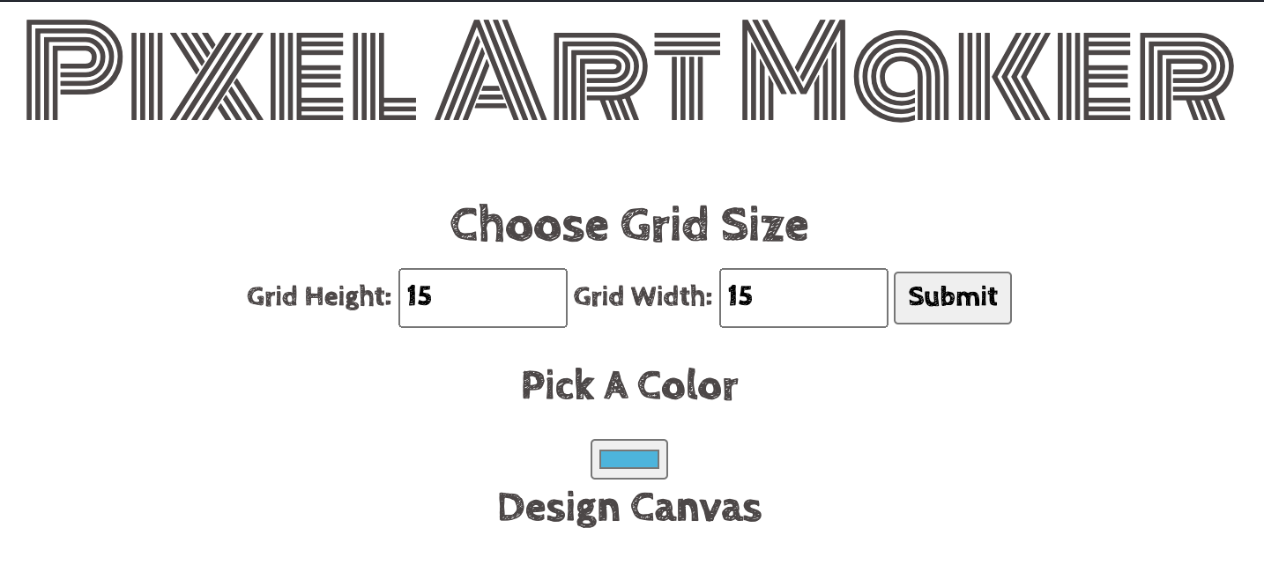 Pixel Art Maker
Choose Grid Size
Grid Height: 15 Grid Width: 15 Submit
Pick A Color
Design Canvas